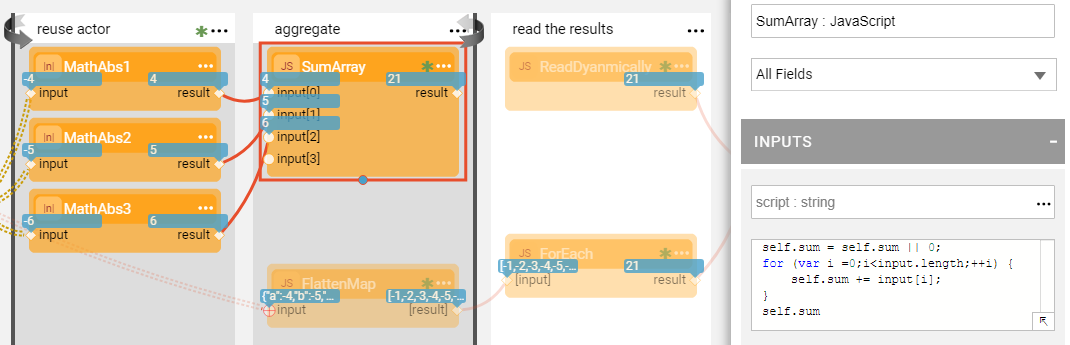 reuse actor
aggregate
read the results
SumArray : JavaScript
All Fields
INPUTS
script : string
self.sum = self.sum || 0;
for (var i =0;i<input.length;++i) {
self.sum += input[i];
}
self.sum
|n| MathAbs1
-4
4
input
result
|n| MathAbs2
-5
5
input
result
|n| MathAbs3
-6
6
input
result
JS SumArray
4
21
input[0]
result
5
input[1]
6
input[2]
input[3]
JS FlattenMap
{"a":-4,"b":-5,"...
[-1,-2,-3,-4,-5,-...
input
[result]
JS ReadDyanmically
21
result
JS ForEach
[-1,-2,-3,-4,-5,-...
21
[input]
result